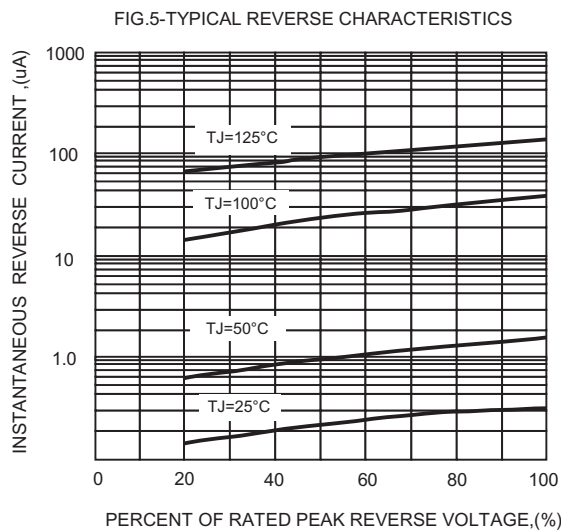 FIG.5-TYPICAL REVERSE CHARACTERISTICS
INSTANTANEOUS REVERSE CURRENT ,(uA)
1000
100
10
1.0
TJ=125°C
TJ=100°C
TJ=50°C
TJ=25°C
0 20 40 60 80 100
PERCENT OF RATED PEAK REVERSE VOLTAGE,(%)